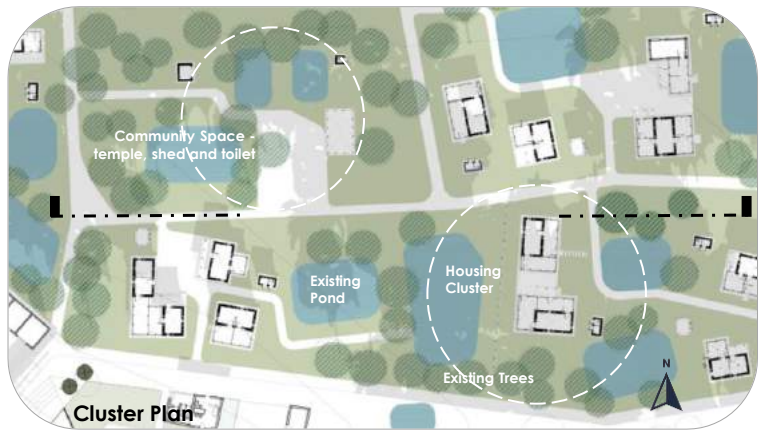 Community Space -
temple, shed and toilet
Existing
Pond
Housing
Cluster
Existing Trees
N
Cluster Plan